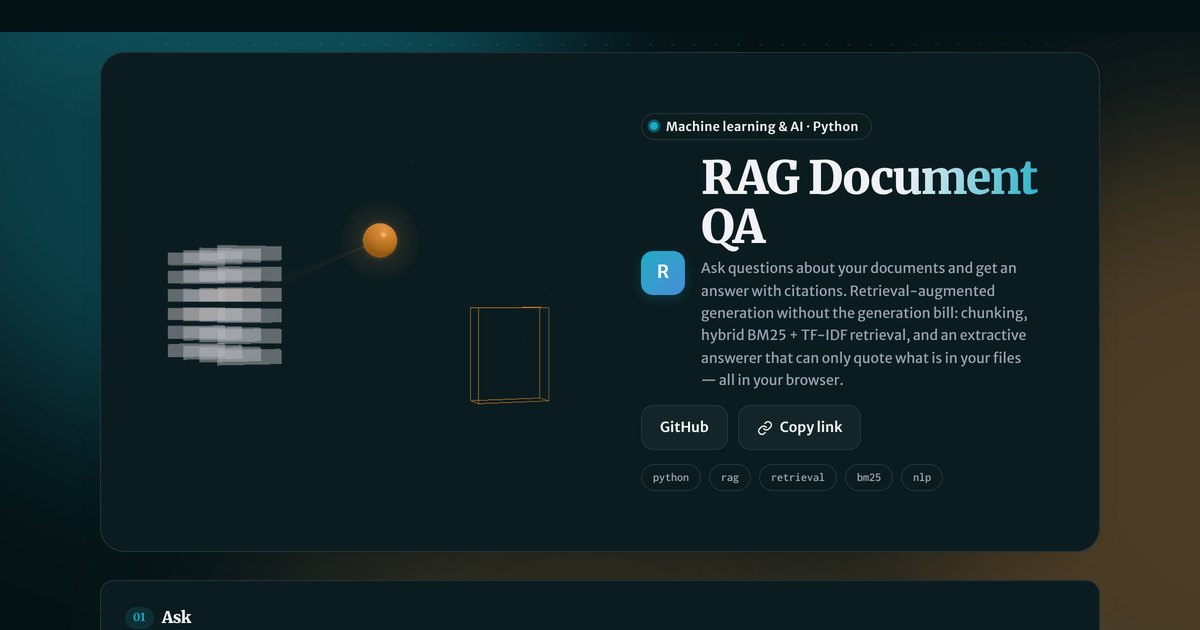 Machine learning & AI · Python
RAG Document
QA
R
Ask questions about your documents and get an
answer with citations. Retrieval-augmented
generation without the generation bill: chunking,
hybrid BM25 + TF-IDF retrieval, and an extractive
answerer that can only quote what is in your files
— all in your browser.
GitHub
Copy link
python
rag
retrieval
bm25
nlp
01
Ask